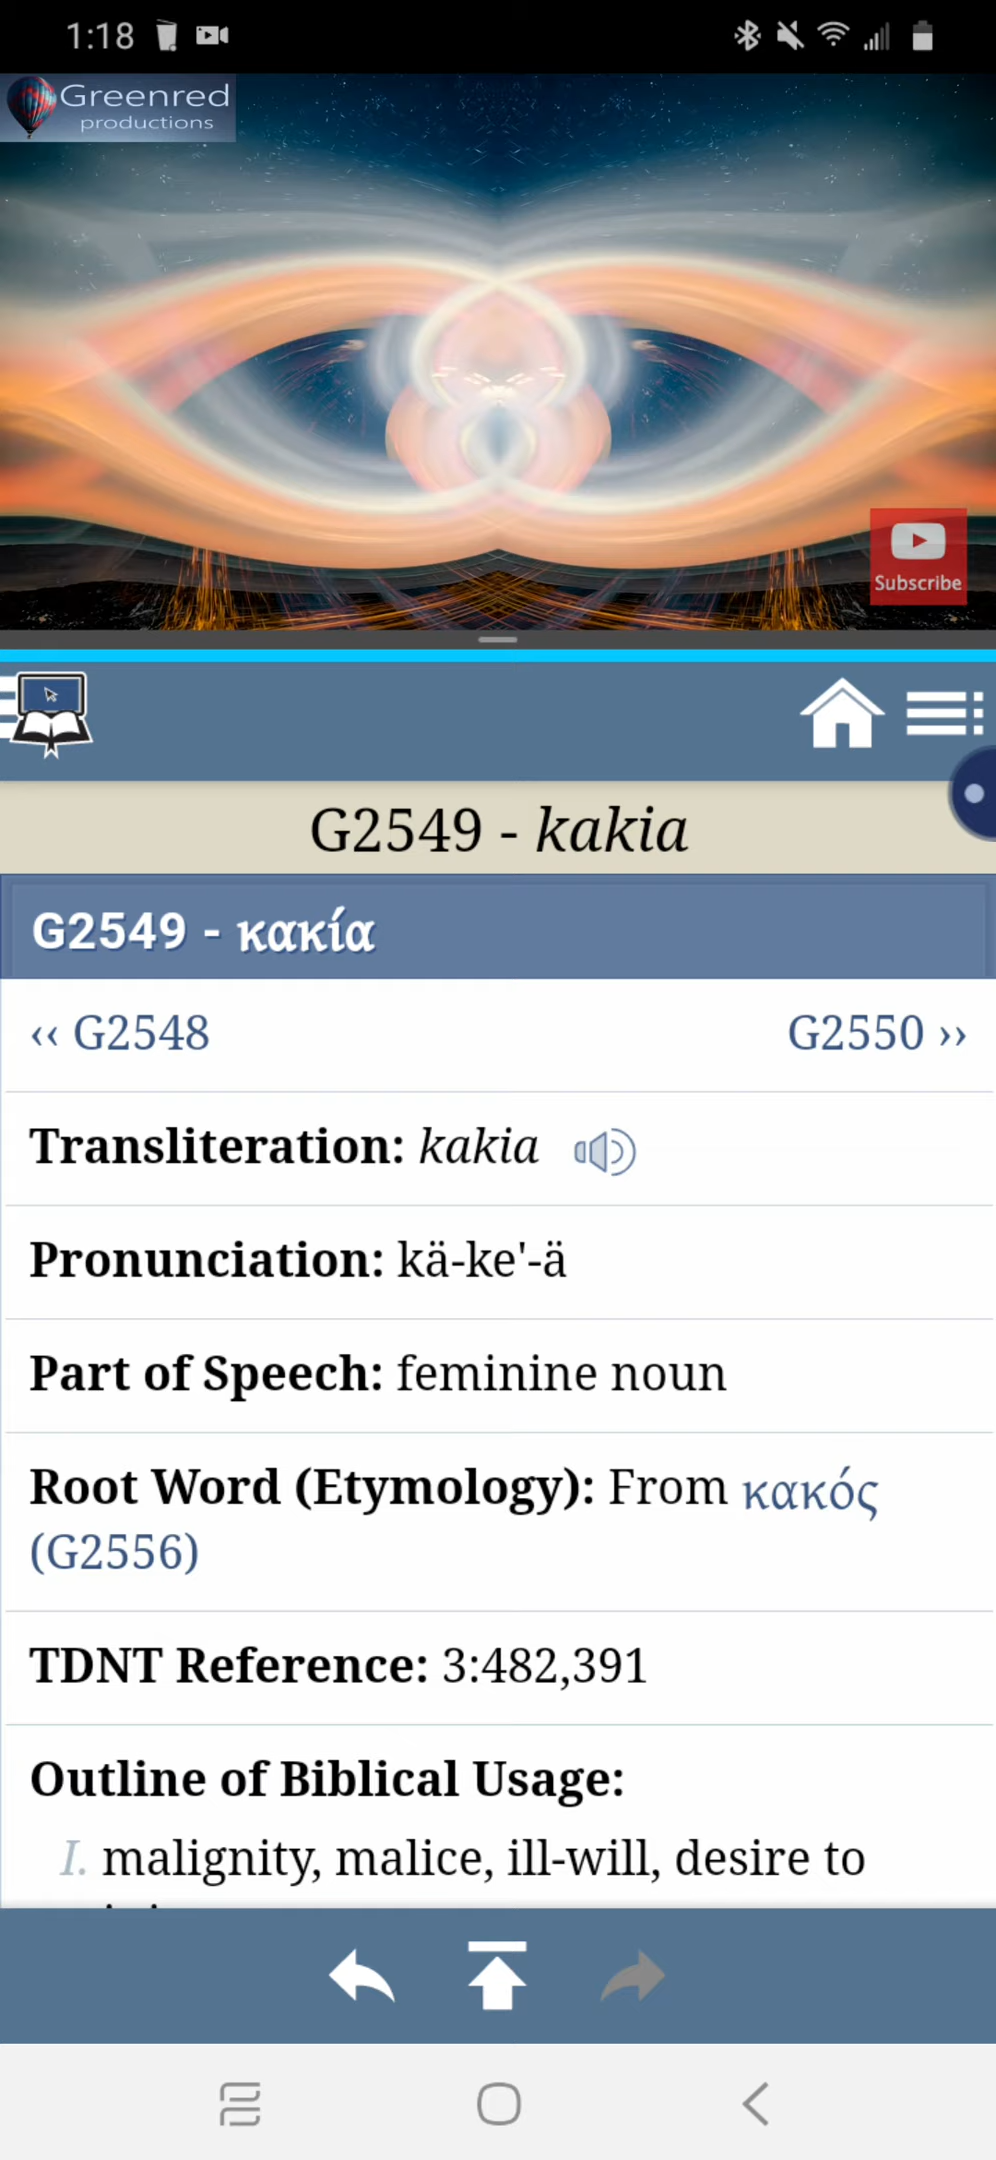 1:18
Greenred
productions
Subscribe
G2549 - kakia
G2549 - κακία
‹‹ G2548
G2550 ››
Transliteration: kakia
Pronunciation: kä-ke'-ä
Part of Speech: feminine noun
Root Word (Etymology): From κακός
(G2556)
TDNT Reference: 3:482,391
Outline of Biblical Usage:
I. malignity, malice, ill-will, desire to